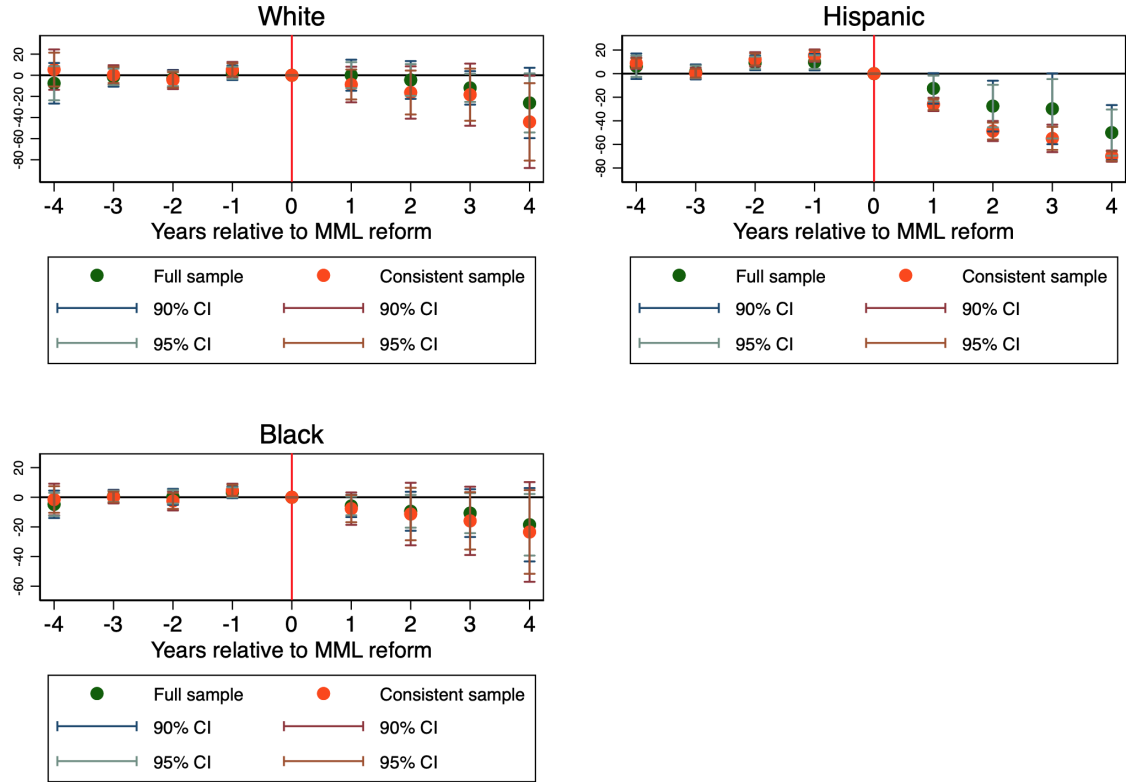 White
20
0
-20
-40
-60
-80
-4 -3 -2 -1 0 1 2 3 4
Years relative to MML reform
Full sample Consistent sample
90% CI 90% CI
95% CI 95% CI
Hispanic
20
0
-20
-40
-60
-80
-4 -3 -2 -1 0 1 2 3 4
Years relative to MML reform
Full sample Consistent sample
90% CI 90% CI
95% CI 95% CI
Black
20
0
-20
-40
-60
-4 -3 -2 -1 0 1 2 3 4
Years relative to MML reform
Full sample Consistent sample
90% CI 90% CI
95% CI 95% CI